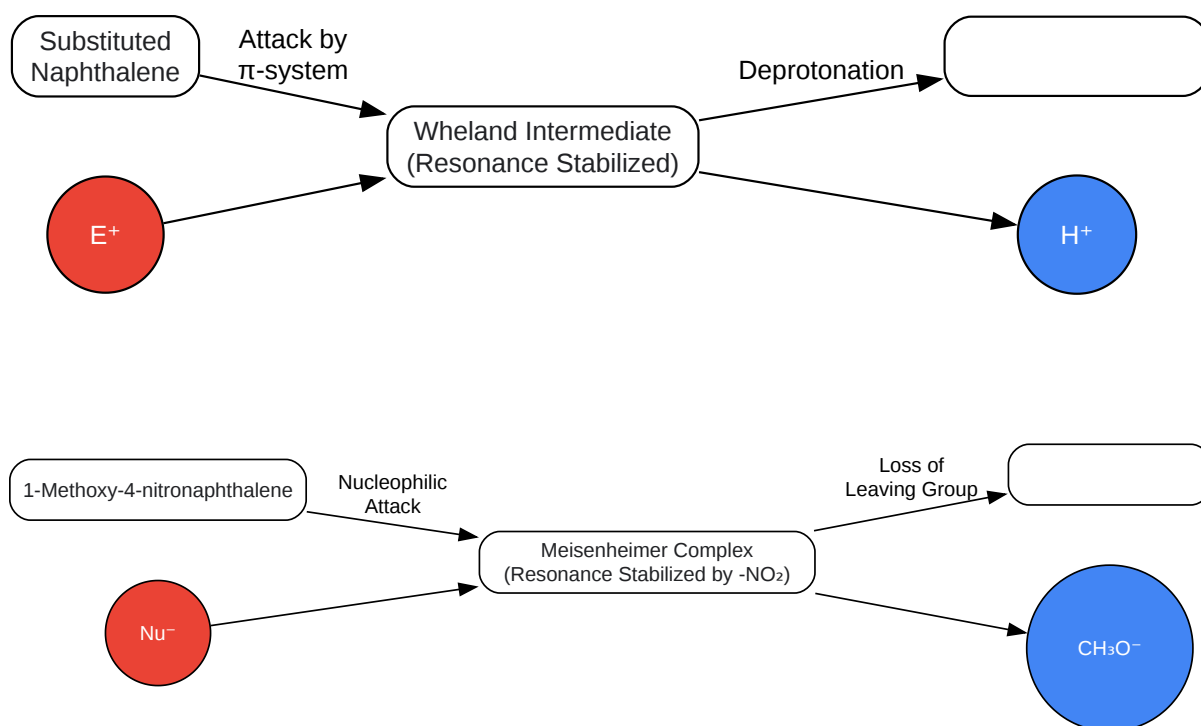 Substituted
Naphthalene
Attack by
π-system
Deprotonation
Wheland Intermediate
(Resonance Stabilized)
E⁺
H⁺
1-Methoxy-4-nitronaphthalene
Nucleophilic
Attack
Loss of
Leaving Group
Meisenheimer Complex
(Resonance Stabilized by -NO₂)
Nu⁻
CH₃O⁻